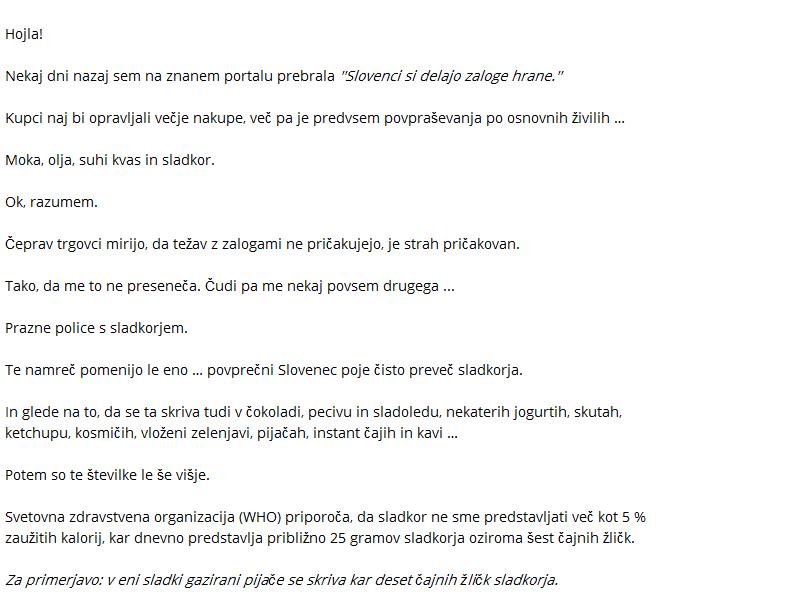 Hojla!
Nekaj dni nazaj sem na znanem portalu prebrala "Slovenci si delajo zaloge hrane."
Kupci naj bi opravljali večje nakupe, več pa je predvsem povpraševanja po osnovnih živilih ...
Moka, olja, suhi kvas in sladkor.
Ok, razumem.
Čeprav trgovci mirijo, da težav z zalogami ne pričakujejo, je strah pričakovan.
Tako, da me to ne preseneča. Čudi pa me nekaj povsem drugega ...
Prazne police s sladkorjem.
Te namreč pomenijo le eno ... povprečni Slovenec poje čisto preveč sladkorja.
In glede na to, da se ta skriva tudi v čokoladi, pecivu in sladoledu, nekaterih jogurtih, skutah,
ketchupu, kosmičih, vloženi zelenjavi, pijačah, instant čajih in kavi ...
Potem so te številke le še višje.
Svetovna zdravstvena organizacija (WHO) priporoča, da sladkor ne sme predstavljati več kot 5 %
zaužitih kalorij, kar dnevno predstavlja približno 25 gramov sladkorja oziroma šest čajnih žličk.
Za primerjavo: v eni sladki gazirani pijače se skriva kar deset čajnih žličk sladkorja.